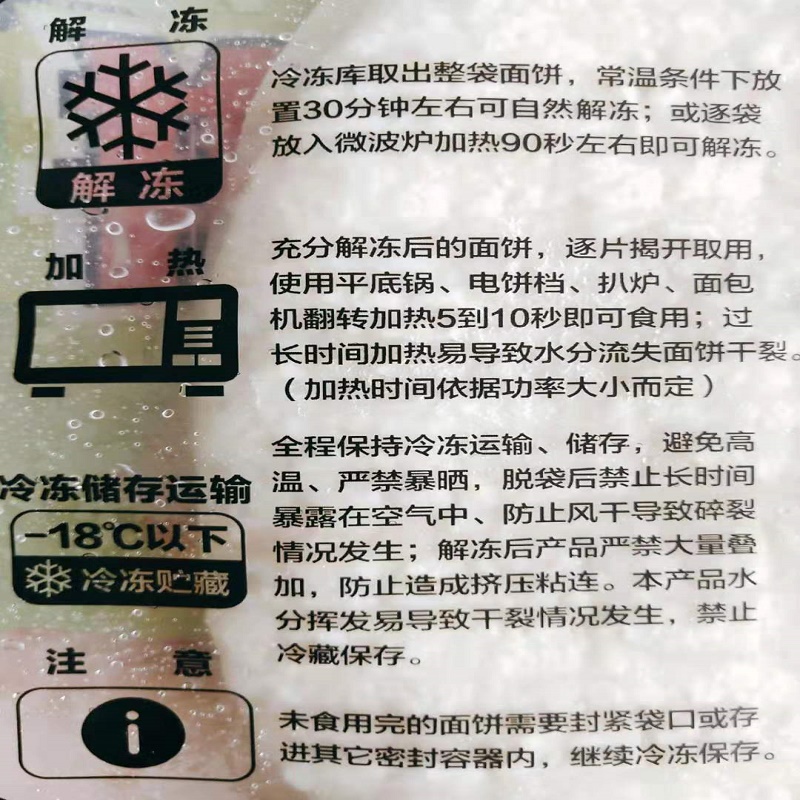 解 冻
解 冻
冷冻库取出整袋面饼，常温条件下放
置30分钟左右可自然解冻；或逐袋
放入微波炉加热90秒左右即可解冻。
加 热
充分解冻后的面饼，逐片揭开取用，
使用平底锅、电饼档、扒炉、面包
机翻转加热5到10秒即可食用；过
长时间加热易导致水分流失面饼干裂。
（加热时间依据功率大小而定）
冷冻储存运输
-18℃以下
冷冻贮藏
全程保持冷冻运输、储存，避免高
温、严禁暴晒，脱袋后禁止长时间
暴露在空气中、防止风干导致碎裂
情况发生；解冻后产品严禁大量叠
加，防止造成挤压粘连。本产品水
分挥发易导致干裂情况发生，禁止
冷藏保存。
注 意
i
未食用完的面饼需要封紧袋口或存
进其它密封容器内，继续冷冻保存。